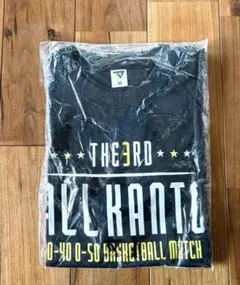 M
★ ★ THE3RD ★ ★
ALL KANTO
O-40 O-50 BASKETBALL MATCH